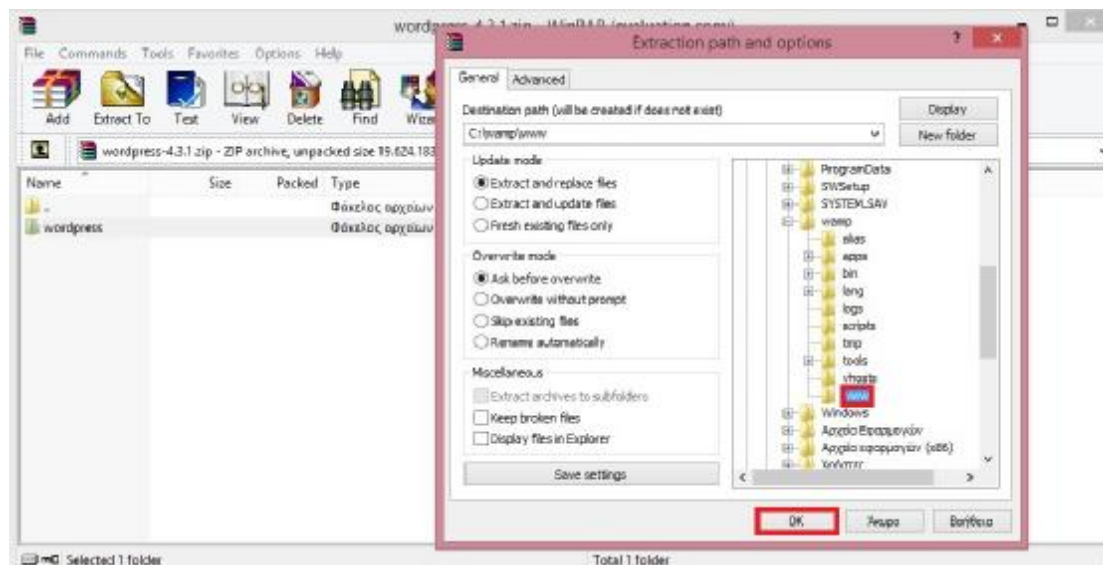 wordpress-4.3.1.zip - WinRAR (evaluation copy)
File Commands Tools Favorites Options Help
Add Extract To Test View Delete Find
wordpress-4.3.1.zip - ZIP archive, unpacked size 19.624.183
Name Size Packed Type
..
Φάκελος αρχείων
wordpress Φάκελος αρχείων
Selected 1 folder
Total 1 folder
Extraction path and options
?
General Advanced
Destination path (will be created if does not exist)
Display
C:\wamp\www
New folder
Update mode
Extract and replace files
Extract and update files
Fresh existing files only
Overwrite mode
Ask before overwrite
Overwrite without prompt
Skip existing files
Rename automatically
Miscellaneous
Extract archives to subfolders
Keep broken files
Display files in Explorer
Save settings
ProgramData
SWSetup
SYSTEM.SAV
wamp
alias
apps
bin
lang
logs
scripts
tmp
tools
vhosts
www
Windows
Αρχεία Εφαρμογών
Αρχεία εφαρμογών (x86)
OK Άκυρο Βοήθεια